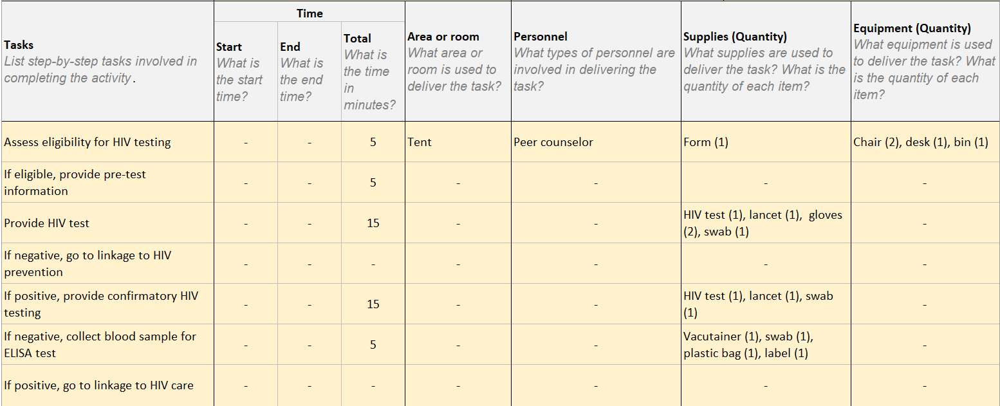 Time
Tasks
List step-by-step tasks involved in
completing the activity .
Start
What is
the start
time?
End
What is
the end
time?
Total
What is
the time
in
minutes?
Area or room
What area or
room is used to
deliver the task?
Personnel
What types of personnel are
involved in delivering the
task?
Supplies (Quantity)
What supplies are used to
deliver the task? What is the
quantity of each item?
Equipment (Quantity)
What equipment is used
to deliver the task? What
is the quantity of each
item?
Assess eligibility for HIV testing - - 5 Tent Peer counselor Form (1) Chair (2), desk (1), bin (1)
If eligible, provide pre-test
information
- - 5 - - - -
Provide HIV test - - 15 - -
HIV test (1), lancet (1),  gloves
(2), swab (1)
-
If negative, go to linkage to HIV
prevention
- - - - - - -
If positive, provide confirmatory HIV
testing
- - 15 - -
HIV test (1), lancet (1), swab
(1)
-
If negative, collect blood sample for
ELISA test
- - 5 - -
Vacutainer (1), swab (1),
plastic bag (1), label (1)
-
If positive, go to linkage to HIV care - - - - - - -